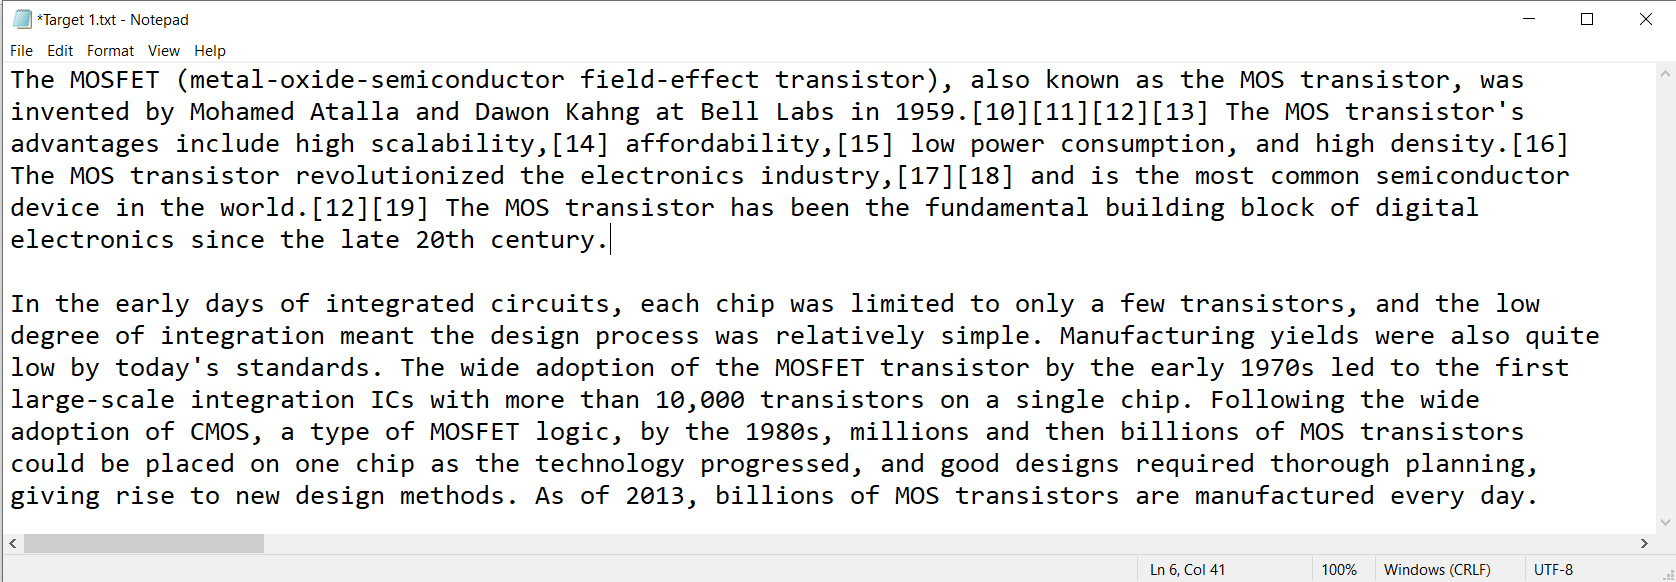 *Target 1.txt - Notepad
File Edit Format View Help
The MOSFET (metal-oxide-semiconductor field-effect transistor), also known as the MOS transistor, was
invented by Mohamed Atalla and Dawon Kahng at Bell Labs in 1959.[10][11][12][13] The MOS transistor's
advantages include high scalability,[14] affordability,[15] low power consumption, and high density.[16]
The MOS transistor revolutionized the electronics industry,[17][18] and is the most common semiconductor
device in the world.[12][19] The MOS transistor has been the fundamental building block of digital
electronics since the late 20th century.
In the early days of integrated circuits, each chip was limited to only a few transistors, and the low
degree of integration meant the design process was relatively simple. Manufacturing yields were also quite
low by today's standards. The wide adoption of the MOSFET transistor by the early 1970s led to the first
large-scale integration ICs with more than 10,000 transistors on a single chip. Following the wide
adoption of CMOS, a type of MOSFET logic, by the 1980s, millions and then billions of MOS transistors
could be placed on one chip as the technology progressed, and good designs required thorough planning,
giving rise to new design methods. As of 2013, billions of MOS transistors are manufactured every day.
Ln 6, Col 41 100% Windows (CRLF) UTF-8